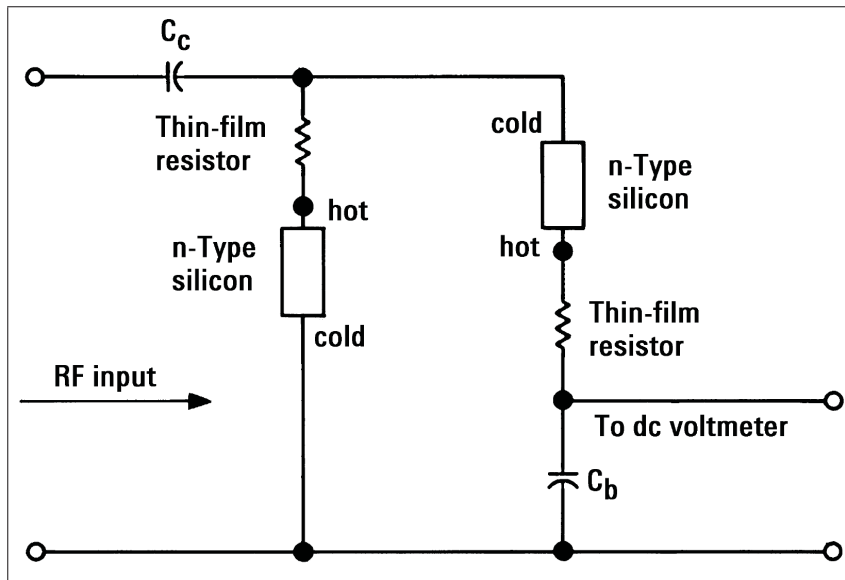 Cc
Thin-film
resistor
hot
n-Type
silicon
cold
RF input
cold
n-Type
silicon
hot
Thin-film
resistor
To dc voltmeter
Cb